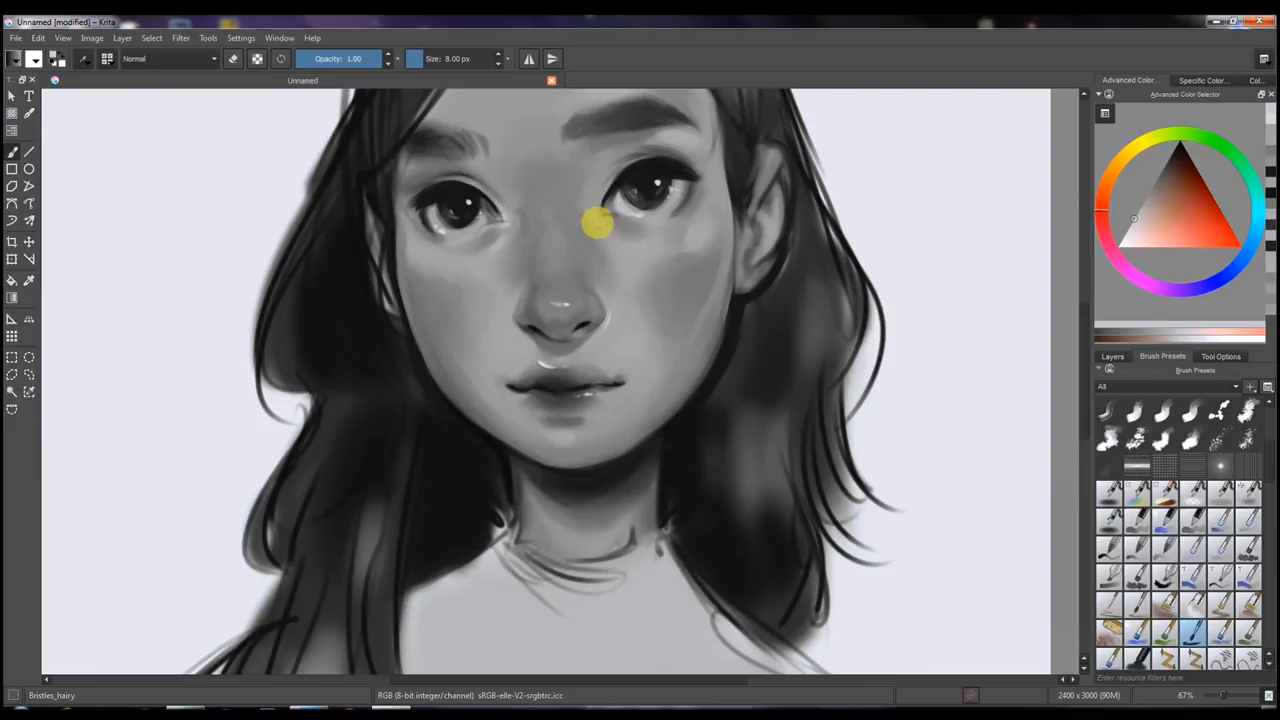 Unnamed [modified] – Krita
File Edit View Image Layer Select Filter Tools Settings Window Help
Normal Opacity: 1.00 Size: 8.00 px
T... Unnamed Advanced Color... Specific Color... Col...
Advanced Color Selector
Layers Brush Presets Tool Options
Brush Presets
All
Enter resource filters here
Bristles_hairy RGB (8-bit integer/channel) sRGB-elle-V2-srgbtrc.icc 2400 x 3000 (90M) 67%